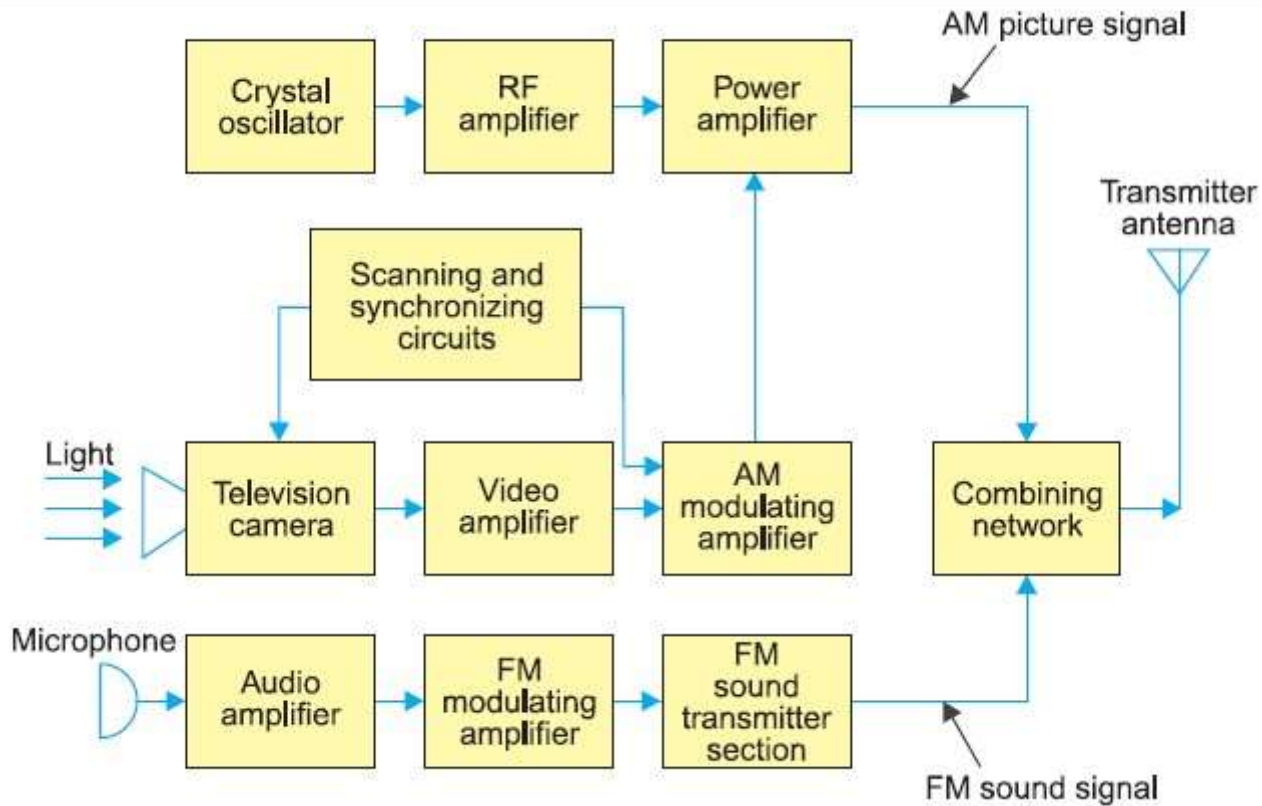 AM picture signal
Crystal
oscillator
RF
amplifier
Power
amplifier
Transmitter
antenna
Scanning and
synchronizing
circuits
Light
Television
camera
Video
amplifier
AM
modulating
amplifier
Combining
network
Microphone
Audio
amplifier
FM
modulating
amplifier
FM
sound
transmitter
section
FM sound signal